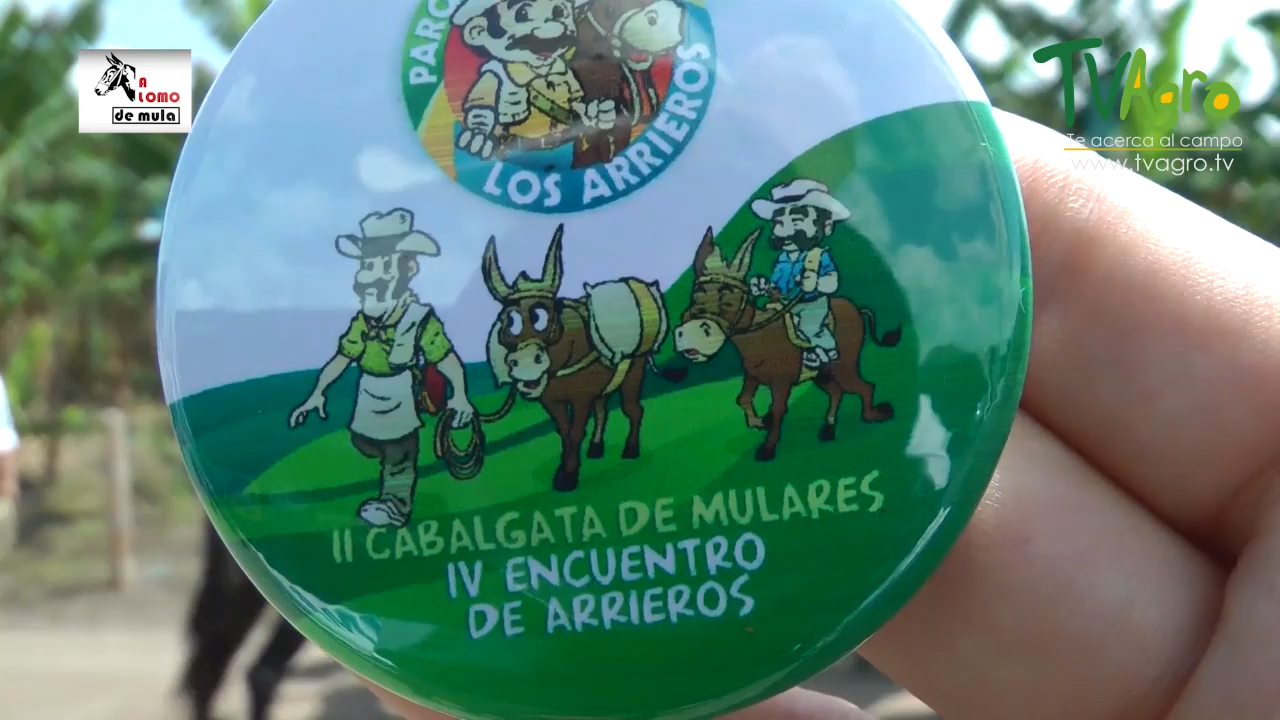 A
LOMO
de mula
TVAgro
Te acerca al campo
www.tvagro.tv
LOS ARRIEROS
II CABALGATA DE MULARES
IV ENCUENTRO
DE ARRIEROS